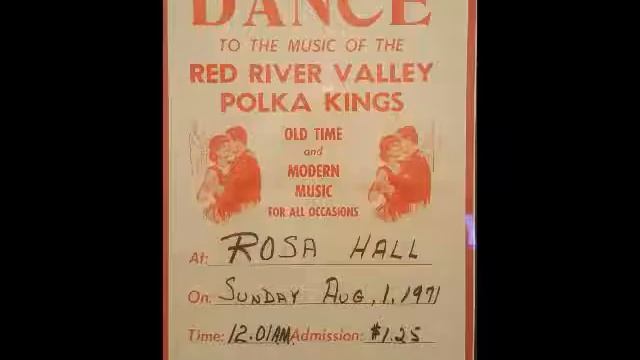 DANCE
TO THE MUSIC OF THE
RED RIVER VALLEY
POLKA KINGS
OLD TIME
and
MODERN
MUSIC
FOR ALL OCCASIONS
At: ROSA HALL
On: SUNDAY AUG, 1, 1971
Time: 12.01AM Admission: $1.25